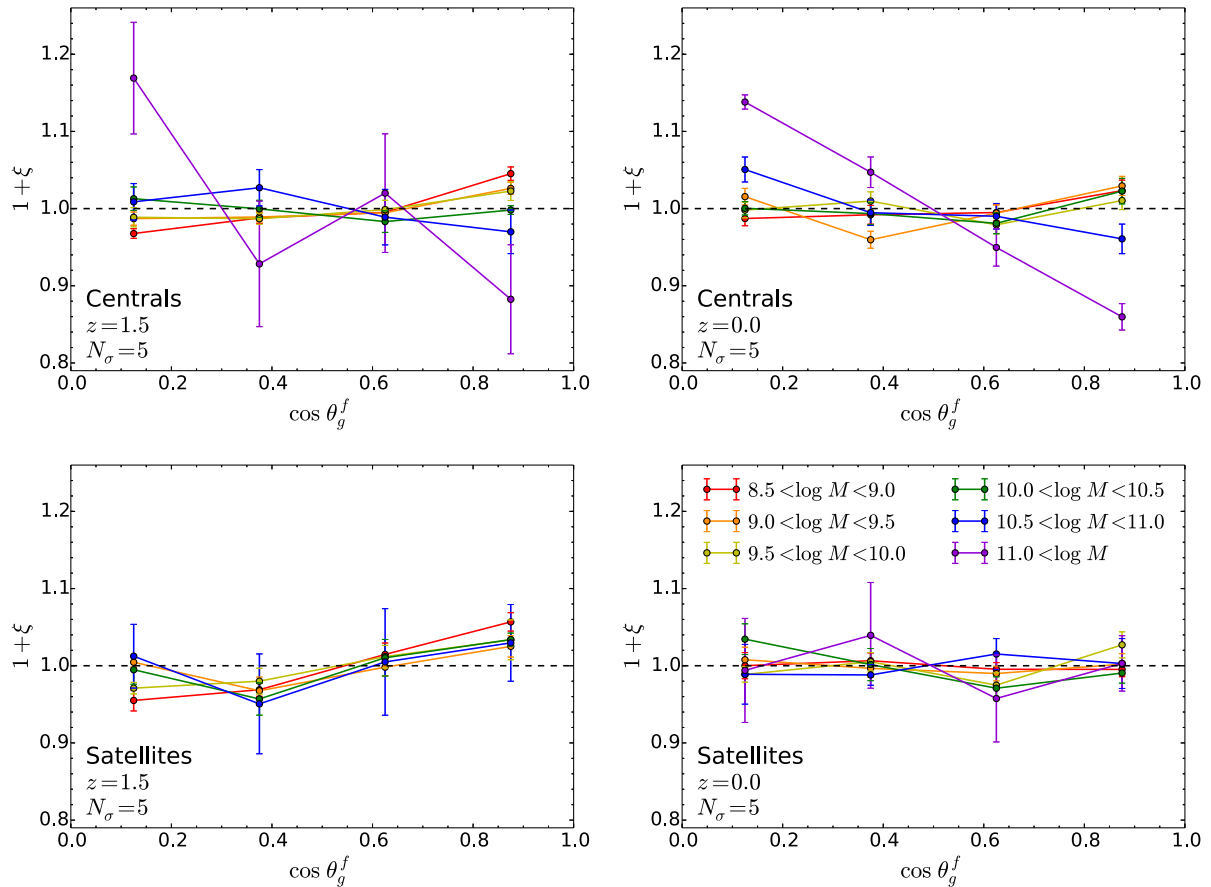 1.2
1.1
1.0
0.9
0.8
1+ξ
Centrals
z=1.5
N_σ=5
0.0 0.2 0.4 0.6 0.8 1.0
cos θ_g^f
1.2
1.1
1.0
0.9
0.8
1+ξ
Centrals
z=0.0
N_σ=5
0.0 0.2 0.4 0.6 0.8 1.0
cos θ_g^f
1.2
1.1
1.0
0.9
0.8
1+ξ
Satellites
z=1.5
N_σ=5
0.0 0.2 0.4 0.6 0.8 1.0
cos θ_g^f
1.2
1.1
1.0
0.9
0.8
1+ξ
8.5<log M<9.0 10.0<log M<10.5
9.0<log M<9.5 10.5<log M<11.0
9.5<log M<10.0 11.0<log M
Satellites
z=0.0
N_σ=5
0.0 0.2 0.4 0.6 0.8 1.0
cos θ_g^f